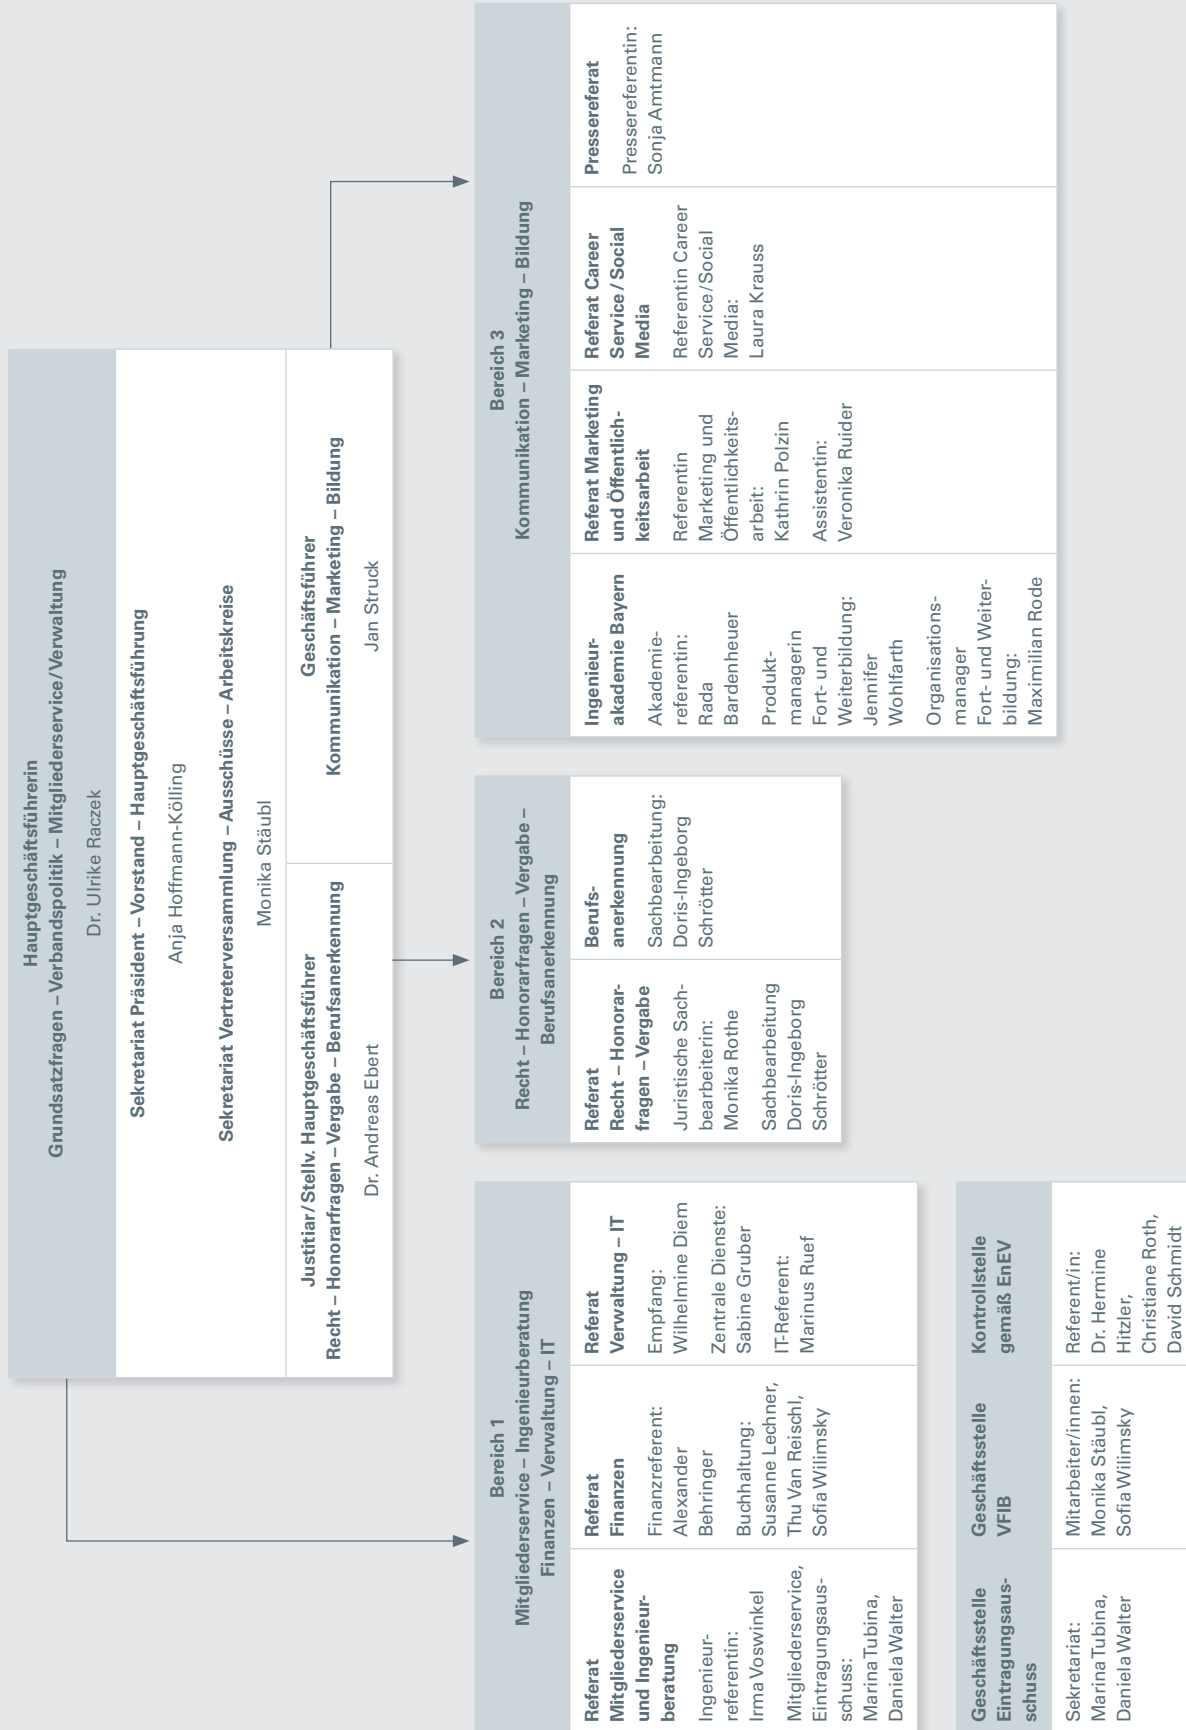 Hauptgeschäftsführerin
Grundsatzfragen – Verbandspolitik – Mitgliederservice/Verwaltung
Dr. Ulrike Raczek
Sekretariat Präsident – Vorstand – Hauptgeschäftsführung
Anja Hoffmann-Kölling
Sekretariat Vertreterversammlung – Ausschüsse – Arbeitskreise
Monika Stäubl
Justitiar/Stellv. Hauptgeschäftsführer
Recht – Honorarfragen – Vergabe – Berufsanerkennung
Dr. Andreas Ebert
Geschäftsführer
Kommunikation – Marketing – Bildung
Jan Struck
Bereich 1
Mitgliederservice – Ingenieurberatung
Finanzen – Verwaltung – IT
Referat
Mitgliederservice
und Ingenieur-
beratung
Ingenieur-
referentin:
Irma Voswinkel
Mitgliederservice,
Eintragungsaus-
schuss:
Marina Tubina,
Daniela Walter
Referat
Finanzen
Finanzreferent:
Alexander
Behringer
Buchhaltung:
Susanne Lechner,
Thu Van Reischl,
Sofia Wilimsky
Referat
Verwaltung – IT
Empfang:
Wilhelmine Diem
Zentrale Dienste:
Sabine Gruber
IT-Referent:
Marinus Ruef
Bereich 2
Recht – Honorarfragen – Vergabe –
Berufsanerkennung
Referat
Recht – Honorar-
fragen – Vergabe
Juristische Sach-
bearbeiterin:
Monika Rothe
Sachbearbeitung
Doris-Ingeborg
Schrötter
Berufs-
anerkennung
Sachbearbeitung:
Doris-Ingeborg
Schrötter
Bereich 3
Kommunikation – Marketing – Bildung
Ingenieur-
akademie Bayern
Akademie-
referentin:
Rada
Bardenheuer
Produkt-
managerin
Fort- und
Weiterbildung:
Jennifer
Wohlfarth
Organisations-
manager
Fort- und Weiter-
bildung:
Maximilian Rode
Referat Marketing
und Öffentlich-
keitsarbeit
Referentin
Marketing und
Öffentlichkeits-
arbeit:
Kathrin Polzin
Assistentin:
Veronika Ruider
Referat Career
Service / Social
Media
Referentin Career
Service/Social
Media:
Laura Krauss
Pressereferat
Pressereferentin:
Sonja Amtmann
Geschäftsstelle
Eintragungsaus-
schuss
Sekretariat:
Marina Tubina,
Daniela Walter
Geschäftsstelle
VFIB
Mitarbeiter/innen:
Monika Stäubl,
Sofia Wilimsky
Kontrollstelle
gemäß EnEV
Referent/in:
Dr. Hermine
Hitzler,
Christiane Roth,
David Schmidt